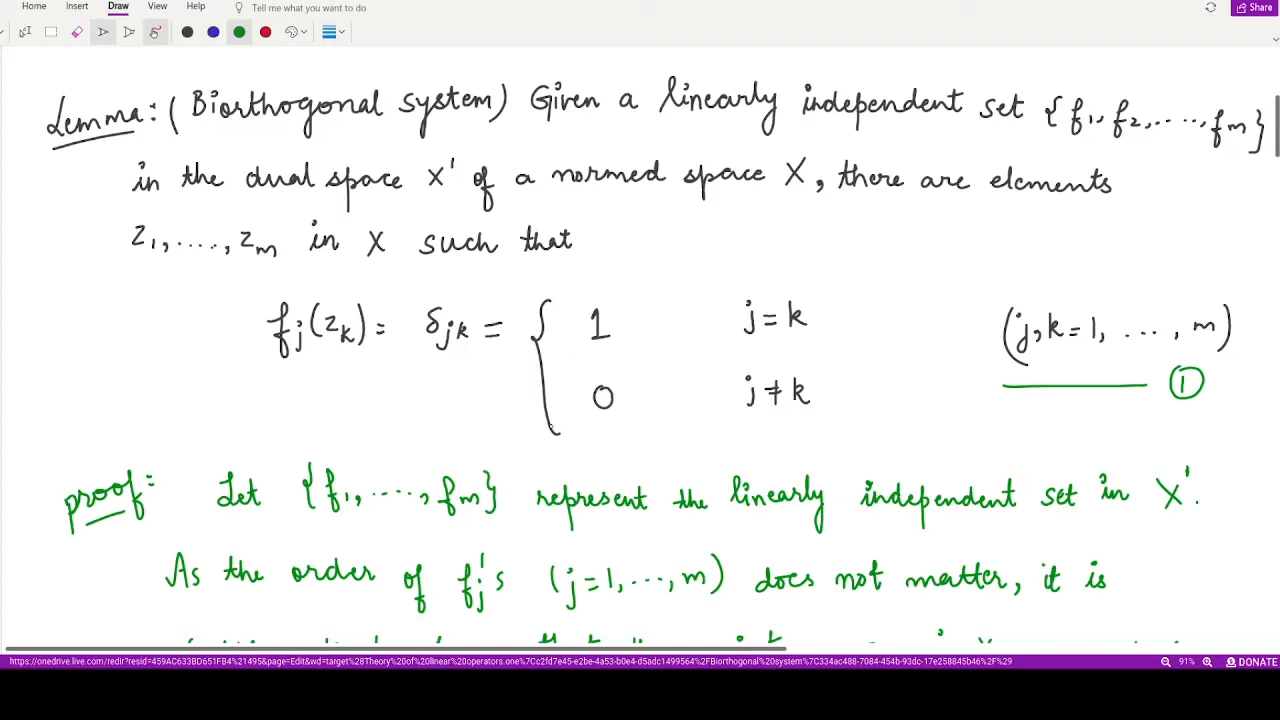 Home Insert Draw View Help Tell me what you want to do Share
Lemma: (Biorthogonal system) Given a linearly independent set {f1, f2, ....., fm}
in the dual space X' of a normed space X, there are elements
z1, ....., zm in X such that
fj(zk) = δjk = { 1 j = k (j, k = 1, ..., m)
0 j ≠ k ①
proof: Let {f1, ....., fm} represent the linearly independent set in X'.
As the order of fj's (j=1, ..., m) does not matter, it is
91% DONATE